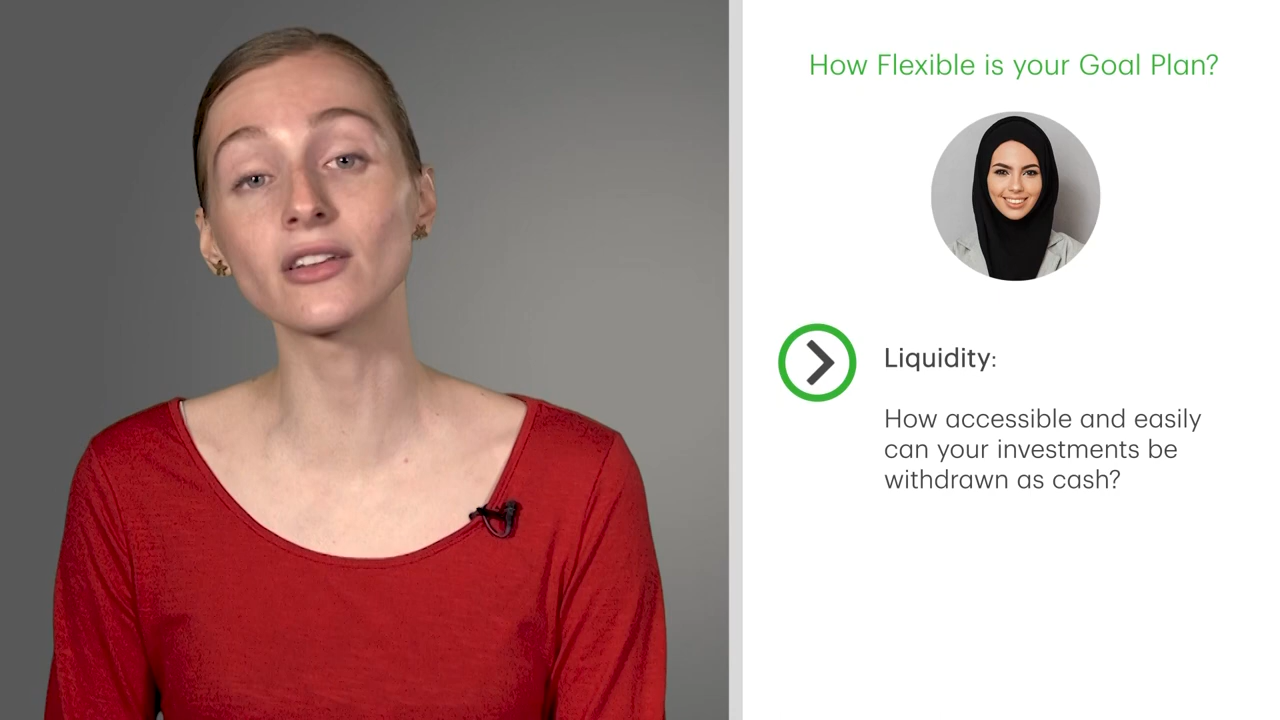 How Flexible is your Goal Plan?
Liquidity:
How accessible and easily
can your investments be
withdrawn as cash?